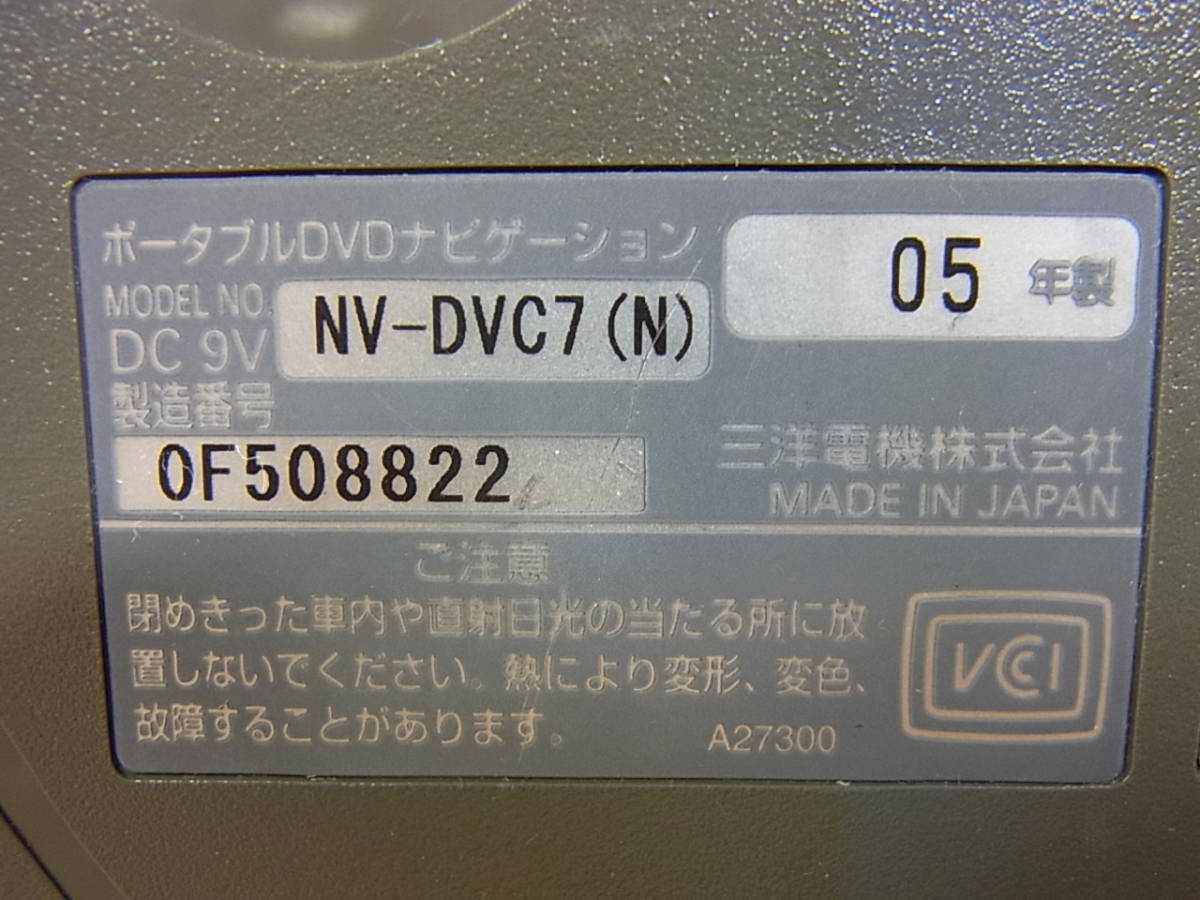 ポータブルDVDナビゲーション
05 年製
MODEL NO. NV-DVC7(N)
DC 9V
製造番号
0F508822
三洋電機株式会社
MADE IN JAPAN
ご注意
閉めきった車内や直射日光の当たる所に放
置しないでください。熱により変形、変色、
故障することがあります。
A27300
VCCI